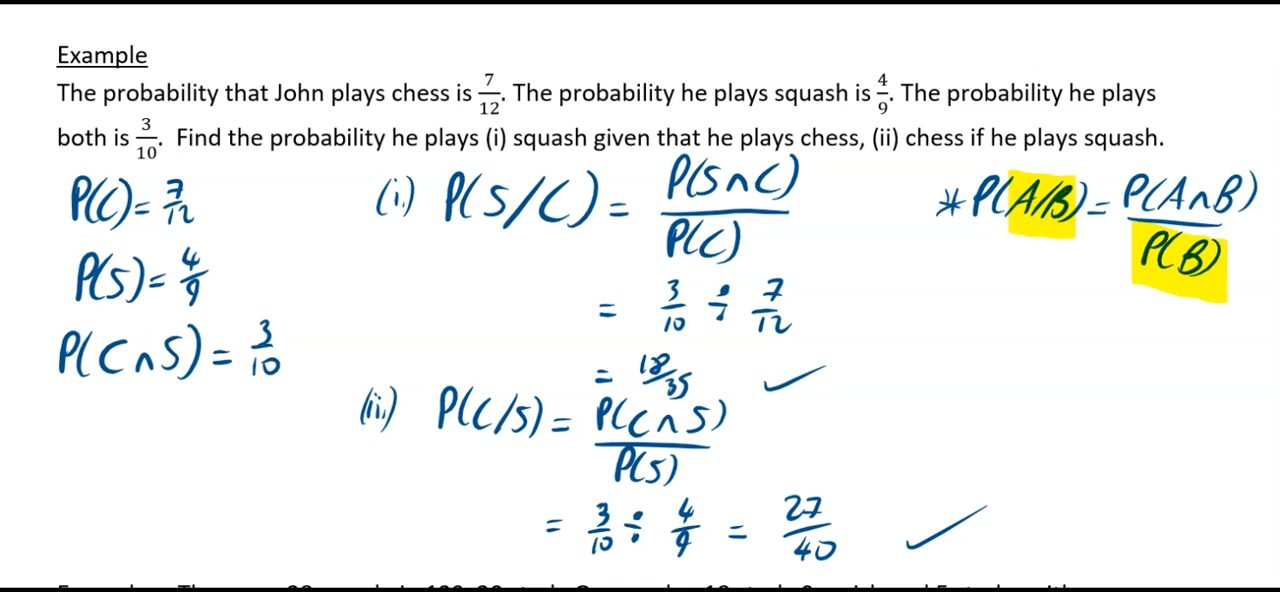 Example
The probability that John plays chess is 7/12. The probability he plays squash is 4/9. The probability he plays
both is 3/10. Find the probability he plays (i) squash given that he plays chess, (ii) chess if he plays squash.
P(C) = 7/12
P(S) = 4/9
P(C ∩ S) = 3/10
(i) P(S/C) = P(S ∩ C) / P(C)
= 3/10 ÷ 7/12
= 18/35 ✓
(ii) P(C/S) = P(C ∩ S) / P(S)
= 3/10 ÷ 4/9 = 27/40 ✓
* P(A/B) = P(A ∩ B) / P(B)